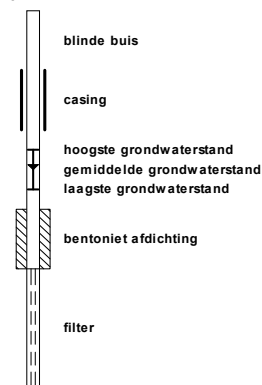 blinde buis
casing
hoogste grondwaterstand
gemiddelde grondwaterstand
laagste grondwaterstand
bentoniet afdichting
filter